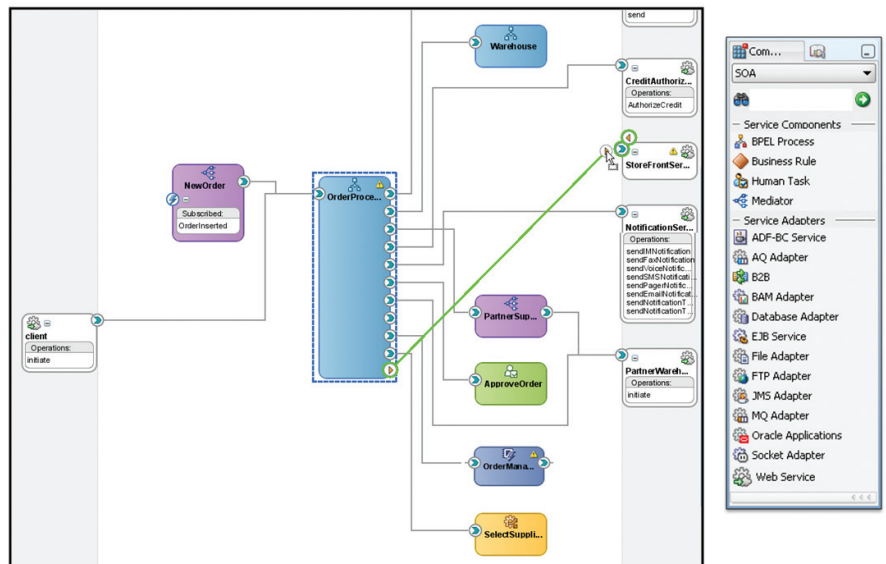 send
Warehouse
CreditAuthoriz...
Operations:
AuthorizeCredit
StoreFrontSer...
NewOrder
Subscribed:
OrderInserted
OrderProce...
NotificationSer...
Operations:
sendIMNotification
sendFaxNotification
sendVoiceNotific...
sendSMSNotificati...
sendPagerNotific...
sendEmailNotificat...
sendNotificationT...
sendNotificationT...
client
Operations:
initiate
PartnerSup...
ApproveOrder
PartnerWareh...
Operations:
initiate
OrderMana...
SelectSuppli...
Com...
SOA
Service Components
BPEL Process
Business Rule
Human Task
Mediator
Service Adapters
ADF-BC Service
AQ Adapter
B2B
BAM Adapter
Database Adapter
EJB Service
File Adapter
FTP Adapter
JMS Adapter
MQ Adapter
Oracle Applications
Socket Adapter
Web Service